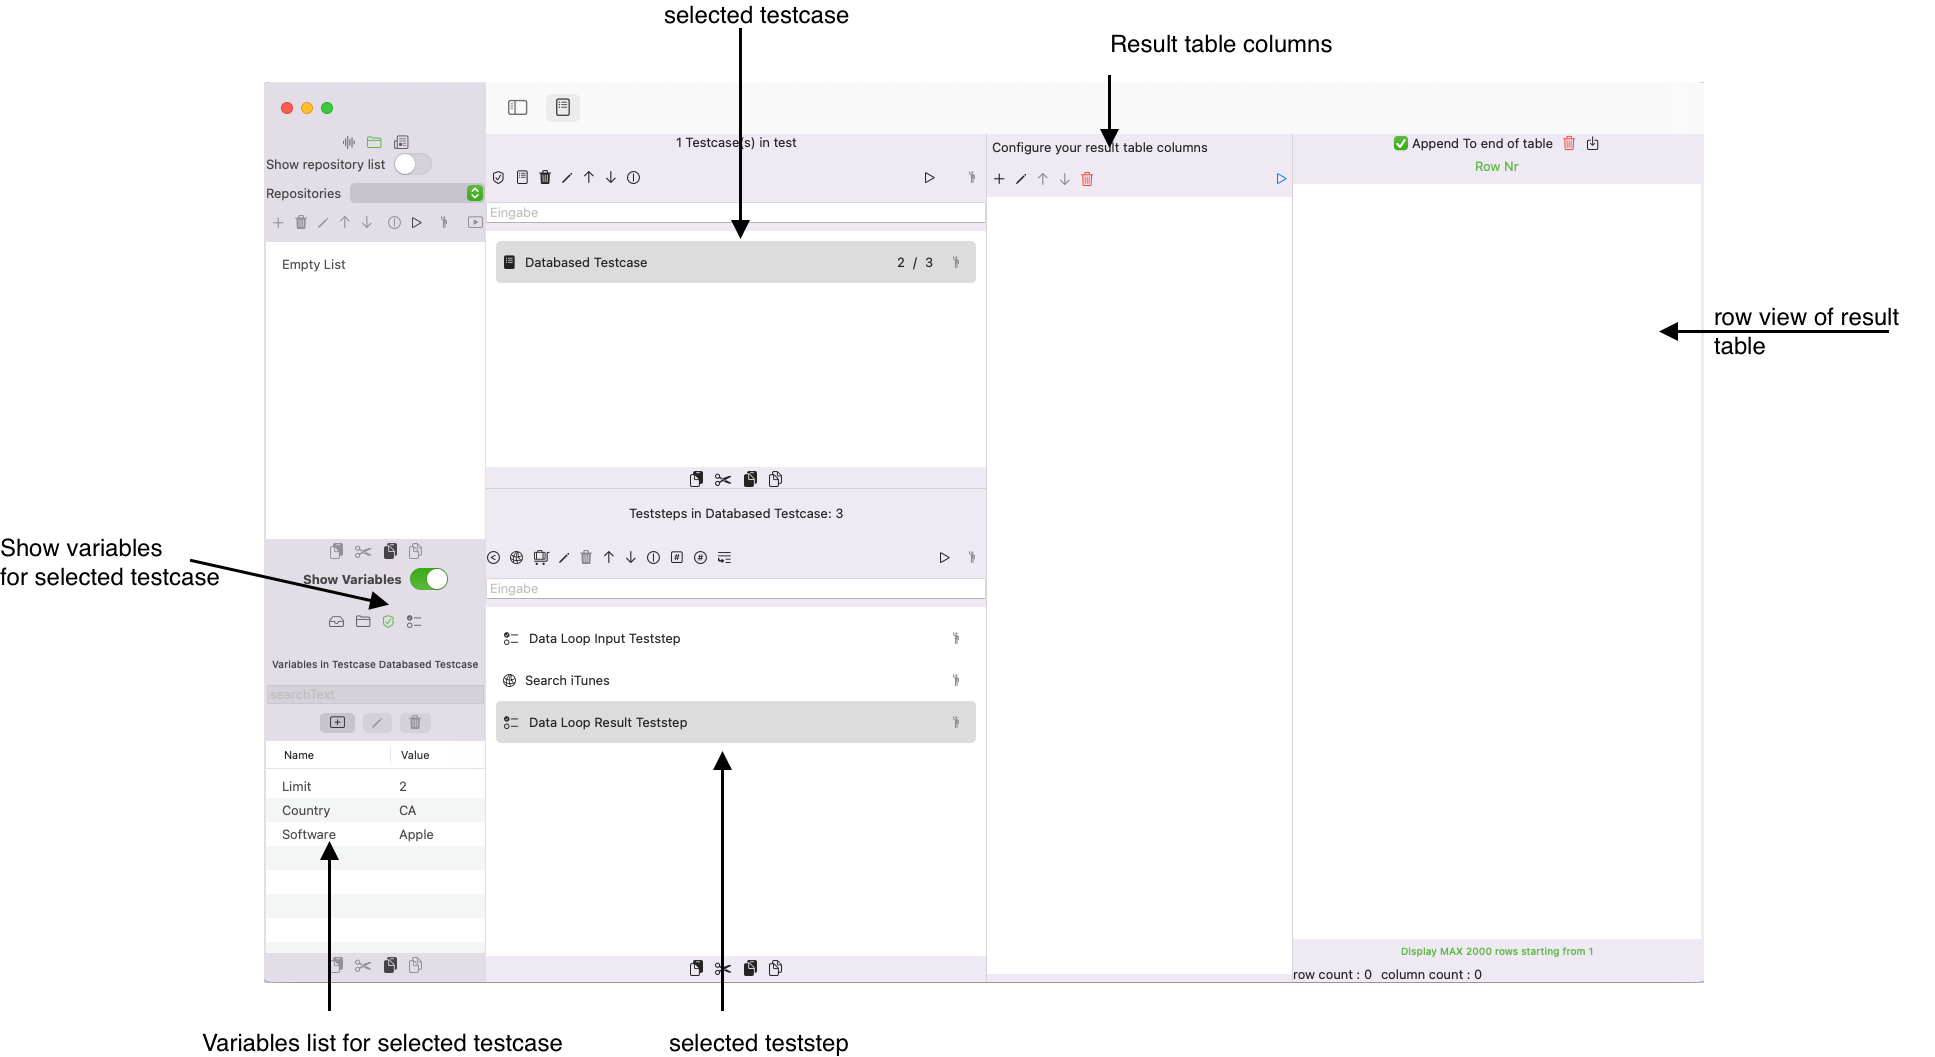 selected testcase
Result table columns
Show repository list
Repositories
Empty List
Show variables
for selected testcase
Show Variables
Variables in Testcase Databased Testcase
searchText
Name Value
Limit 2
Country CA
Software Apple
Variables list for selected testcase
1 Testcase(s) in test
Eingabe
Databased Testcase 2 / 3
Teststeps in Databased Testcase: 3
Eingabe
Data Loop Input Teststep
Search iTunes
Data Loop Result Teststep
selected teststep
Configure your result table columns
Append To end of table
Row Nr
row view of result
table
Display MAX 2000 rows starting from 1
row count : 0 column count : 0